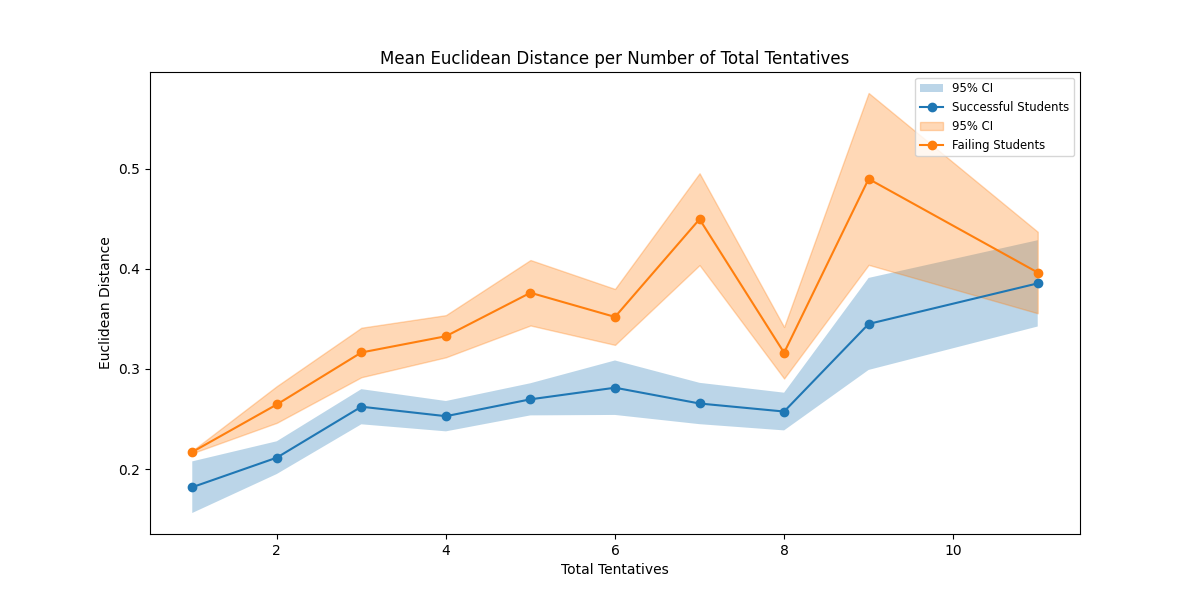 Mean Euclidean Distance per Number of Total Tentatives
95% CI
Successful Students
95% CI
Failing Students
Euclidean Distance
0.5
0.4
0.3
0.2
2 4 6 8 10
Total Tentatives